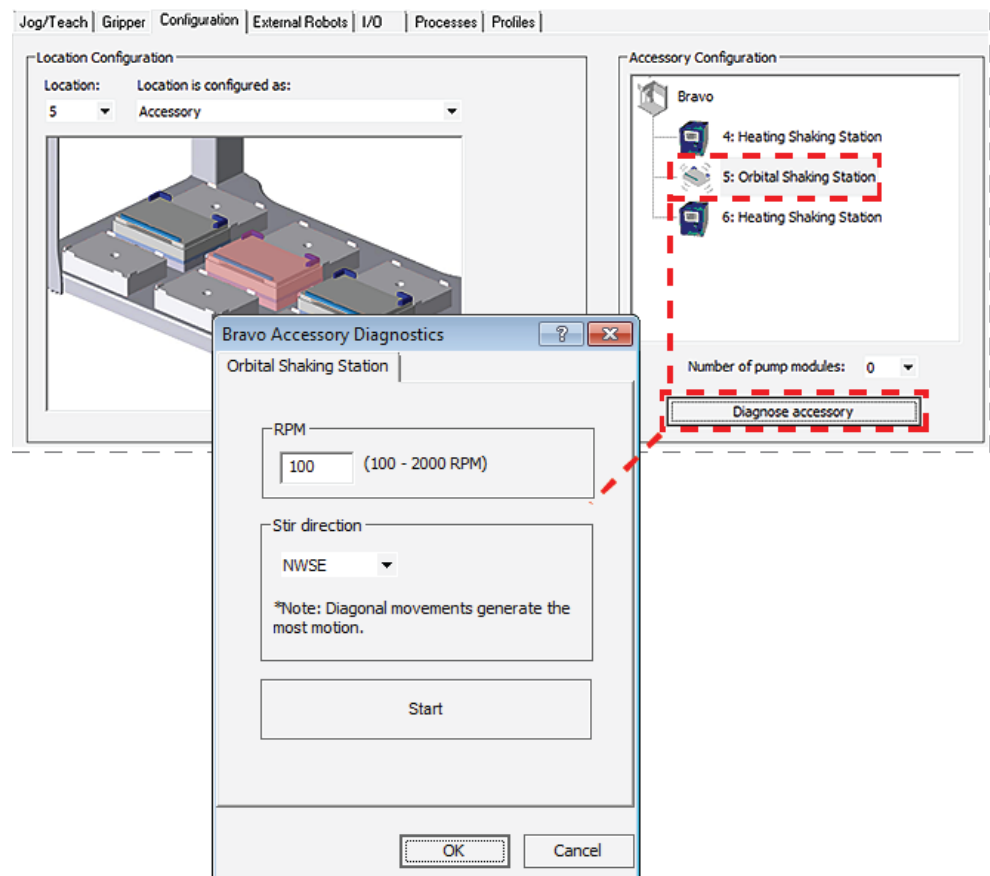 Jog/Teach Gripper Configuration External Robots I/O Processes Profiles
Location Configuration
Location: Location is configured as:
5 Accessory
Accessory Configuration
Bravo
4: Heating Shaking Station
5: Orbital Shaking Station
6: Heating Shaking Station
Number of pump modules: 0
Diagnose accessory
Bravo Accessory Diagnostics ?
Orbital Shaking Station
RPM
100 (100 - 2000 RPM)
Stir direction
NWSE
*Note: Diagonal movements generate the
most motion.
Start
OK Cancel